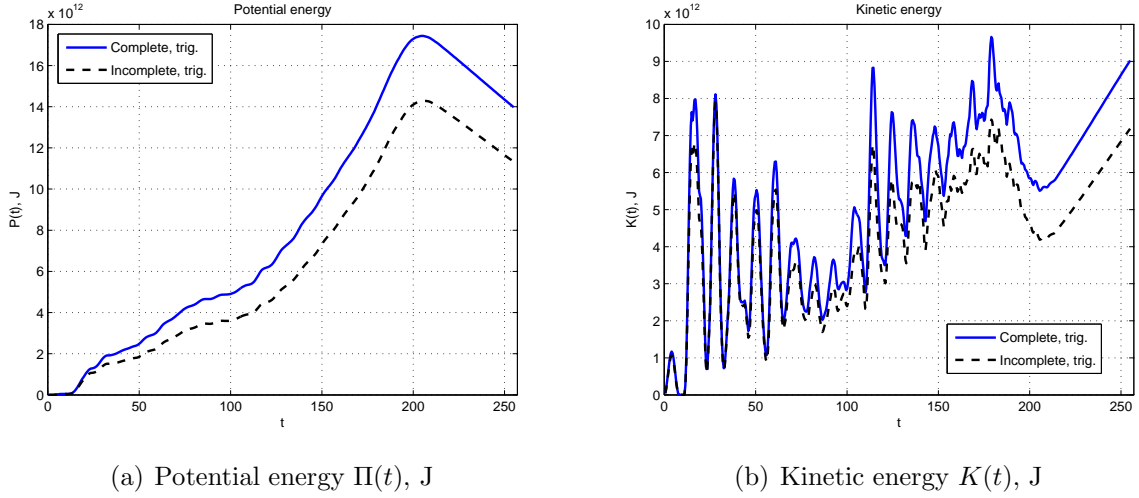 x 10^12
Potential energy
18
16
14
12
10
8
6
4
2
0
P(t), J
Complete, trig.
Incomplete, trig.
0 50 100 150 200 250
t
x 10^12
Kinetic energy
10
9
8
7
6
5
4
3
2
1
0
K(t), J
Complete, trig.
Incomplete, trig.
0 50 100 150 200 250
t
(a) Potential energy Π(t), J
(b) Kinetic energy K(t), J